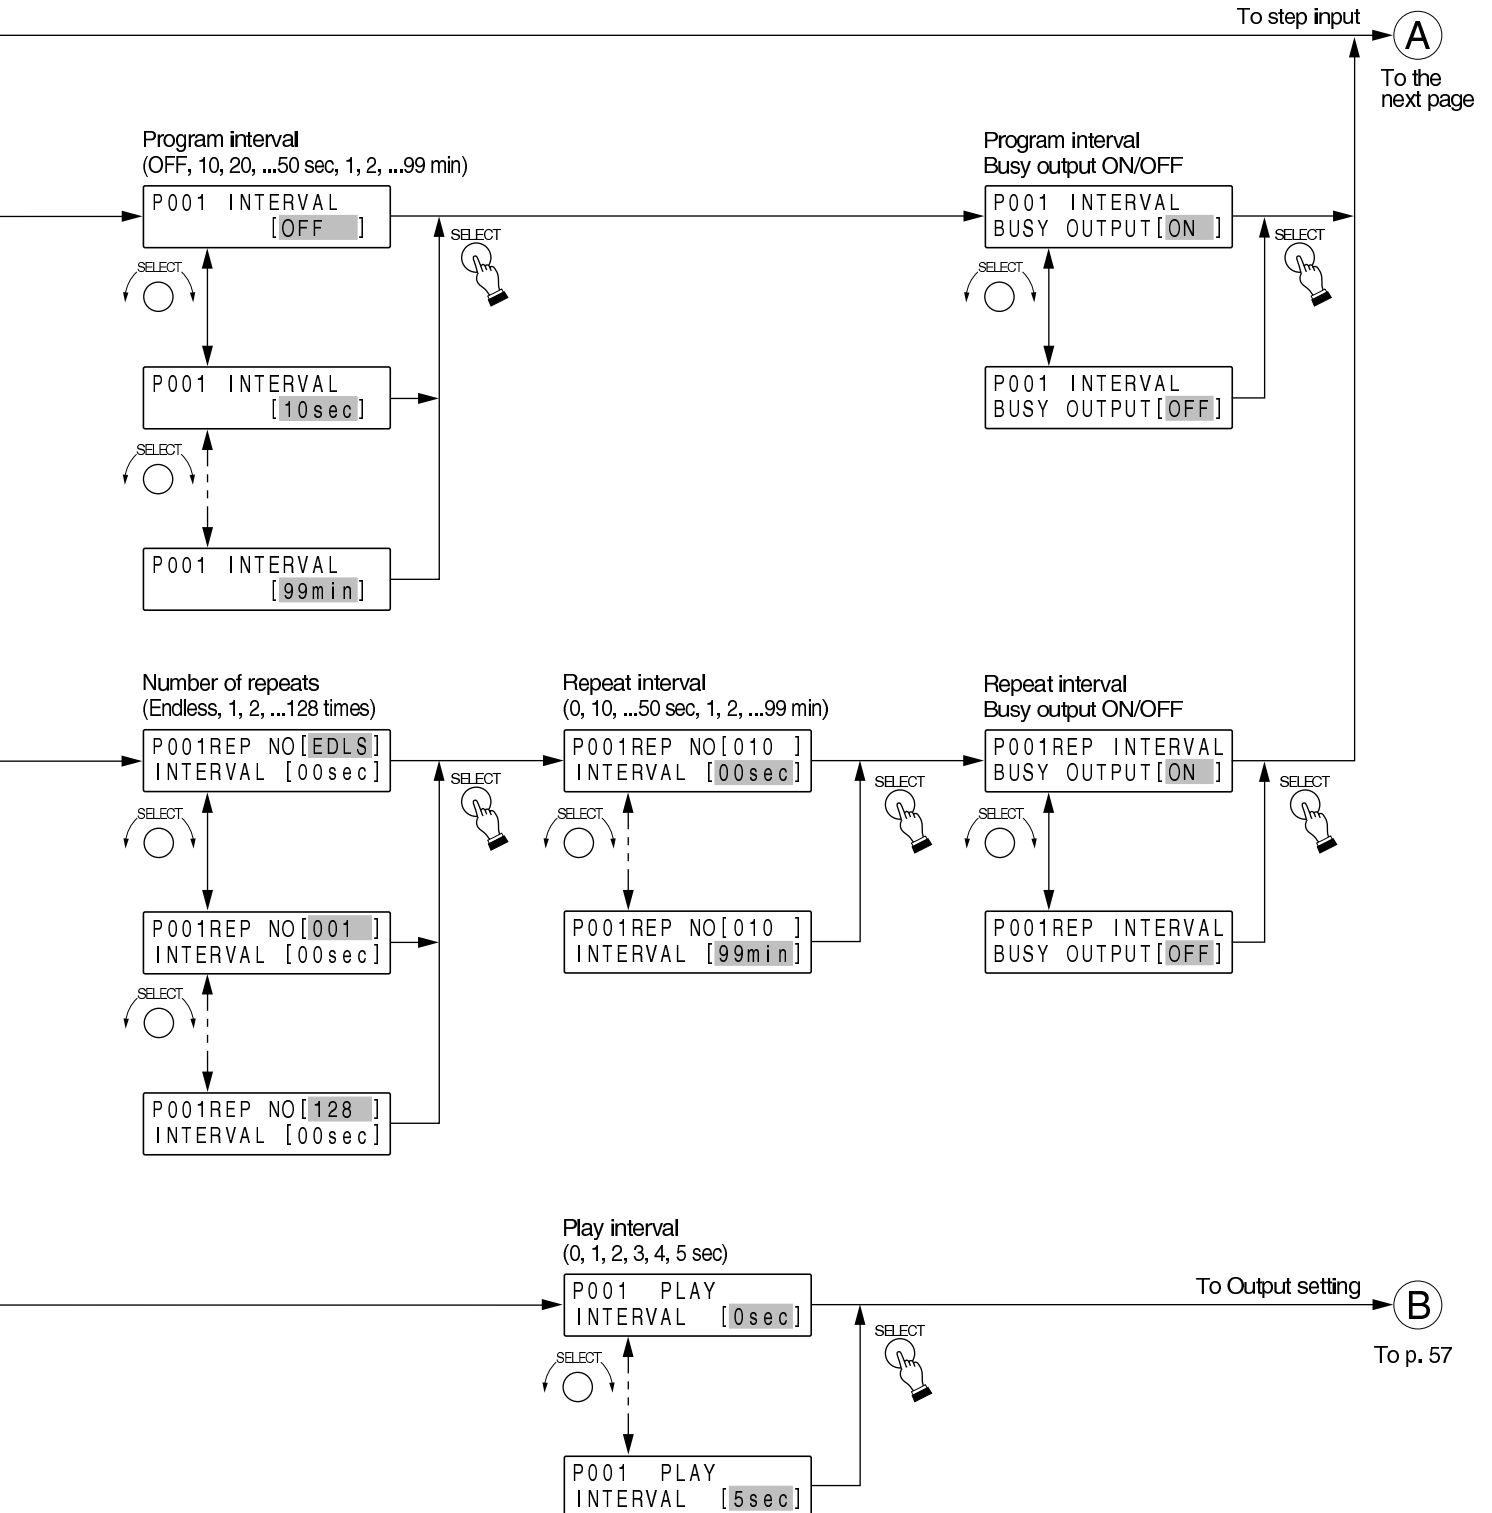 To step input
A
To the
next page
Program interval
(OFF, 10, 20, ...50 sec, 1, 2, ...99 min)
P001 INTERVAL
[OFF ]
SELECT
SELECT
P001 INTERVAL
[10sec]
SELECT
P001 INTERVAL
[99min]
Program interval
Busy output ON/OFF
P001 INTERVAL
BUSY OUTPUT[ON ]
SELECT
SELECT
P001 INTERVAL
BUSY OUTPUT[OFF]
Number of repeats
(Endless, 1, 2, ...128 times)
P001REP NO[EDLS]
INTERVAL [00sec]
SELECT
SELECT
P001REP NO[001 ]
INTERVAL [00sec]
SELECT
P001REP NO[128 ]
INTERVAL [00sec]
Repeat interval
(0, 10, ...50 sec, 1, 2, ...99 min)
P001REP NO[010 ]
INTERVAL [00sec]
SELECT
SELECT
P001REP NO[010 ]
INTERVAL [99min]
Repeat interval
Busy output ON/OFF
P001REP INTERVAL
BUSY OUTPUT[ON ]
SELECT
SELECT
P001REP INTERVAL
BUSY OUTPUT[OFF]
Play interval
(0, 1, 2, 3, 4, 5 sec)
P001 PLAY
INTERVAL [0sec]
SELECT
SELECT
P001 PLAY
INTERVAL [5sec]
To Output setting
B
To p. 57